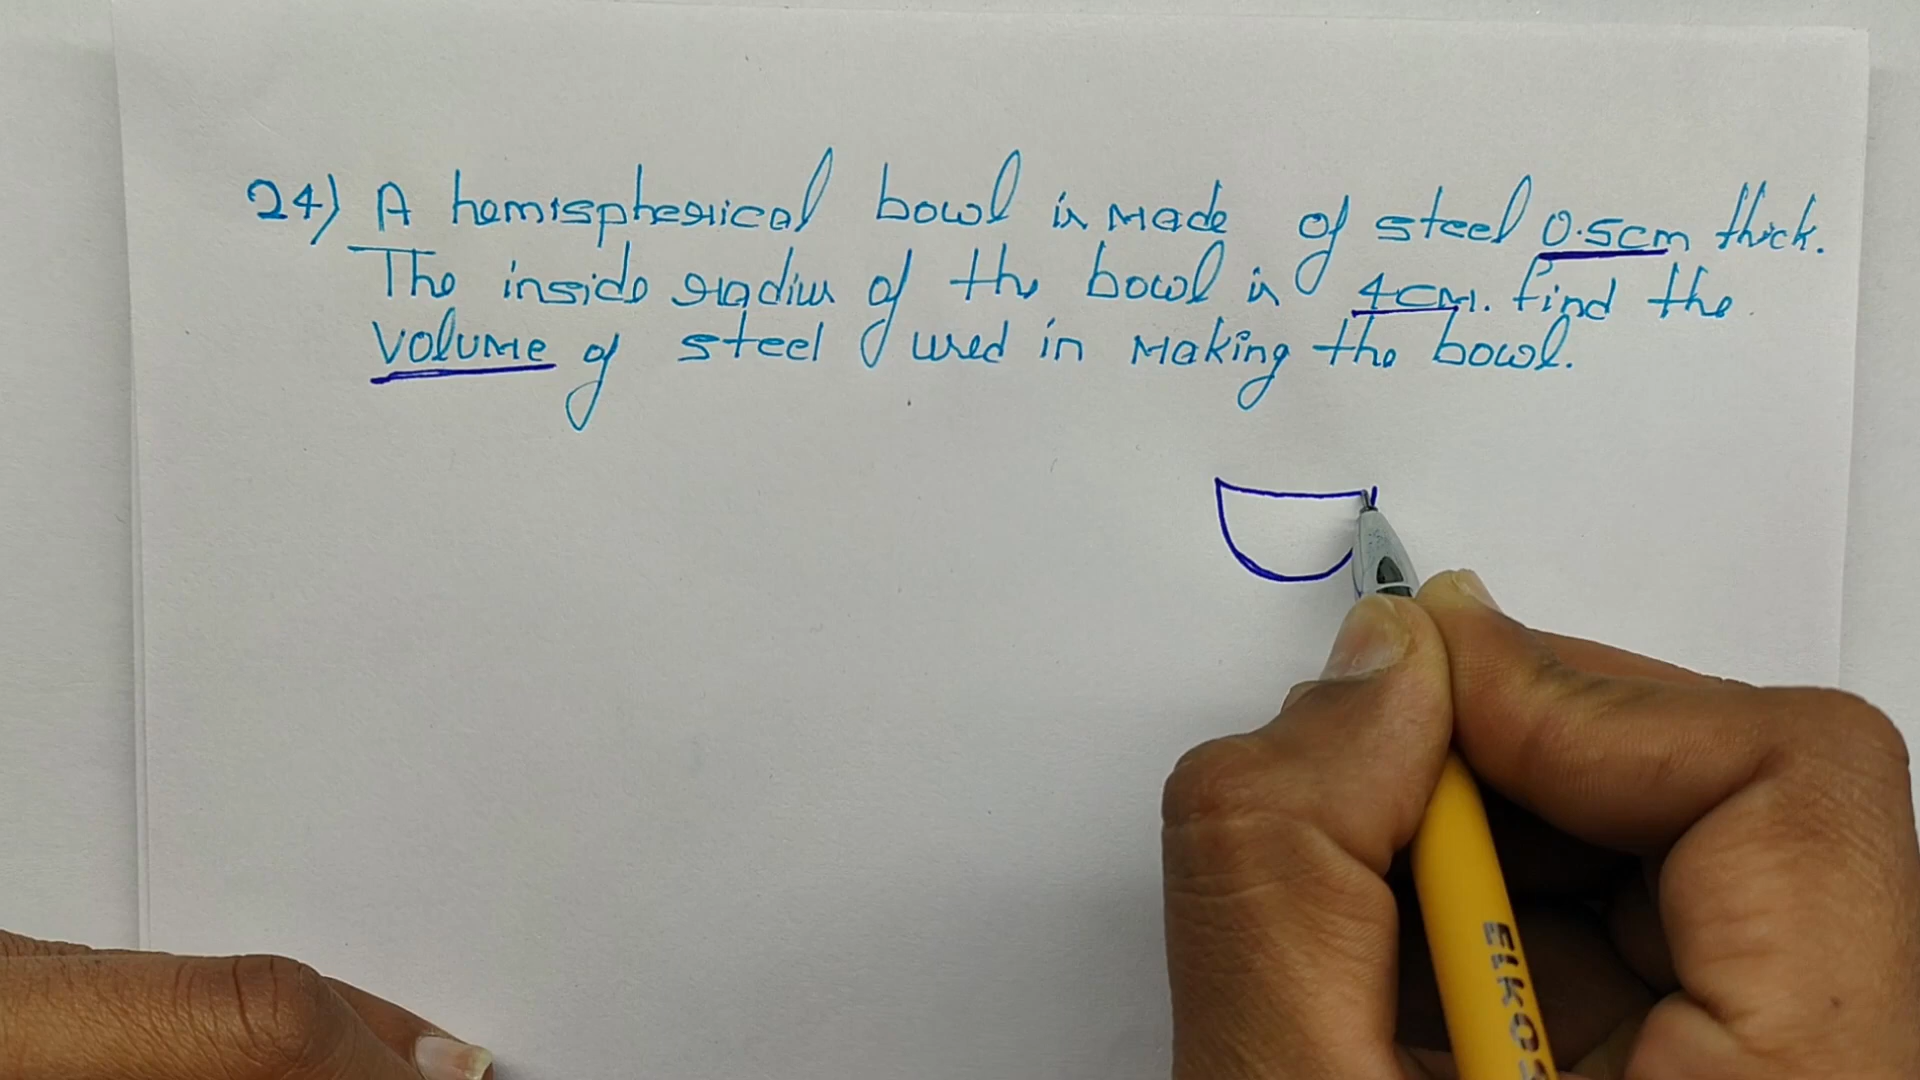 24) A hemispherical bowl is made of steel 0.5cm thick.
The inside radius of the bowl is 4cm. find the
volume of steel used in making the bowl.
ELKOS